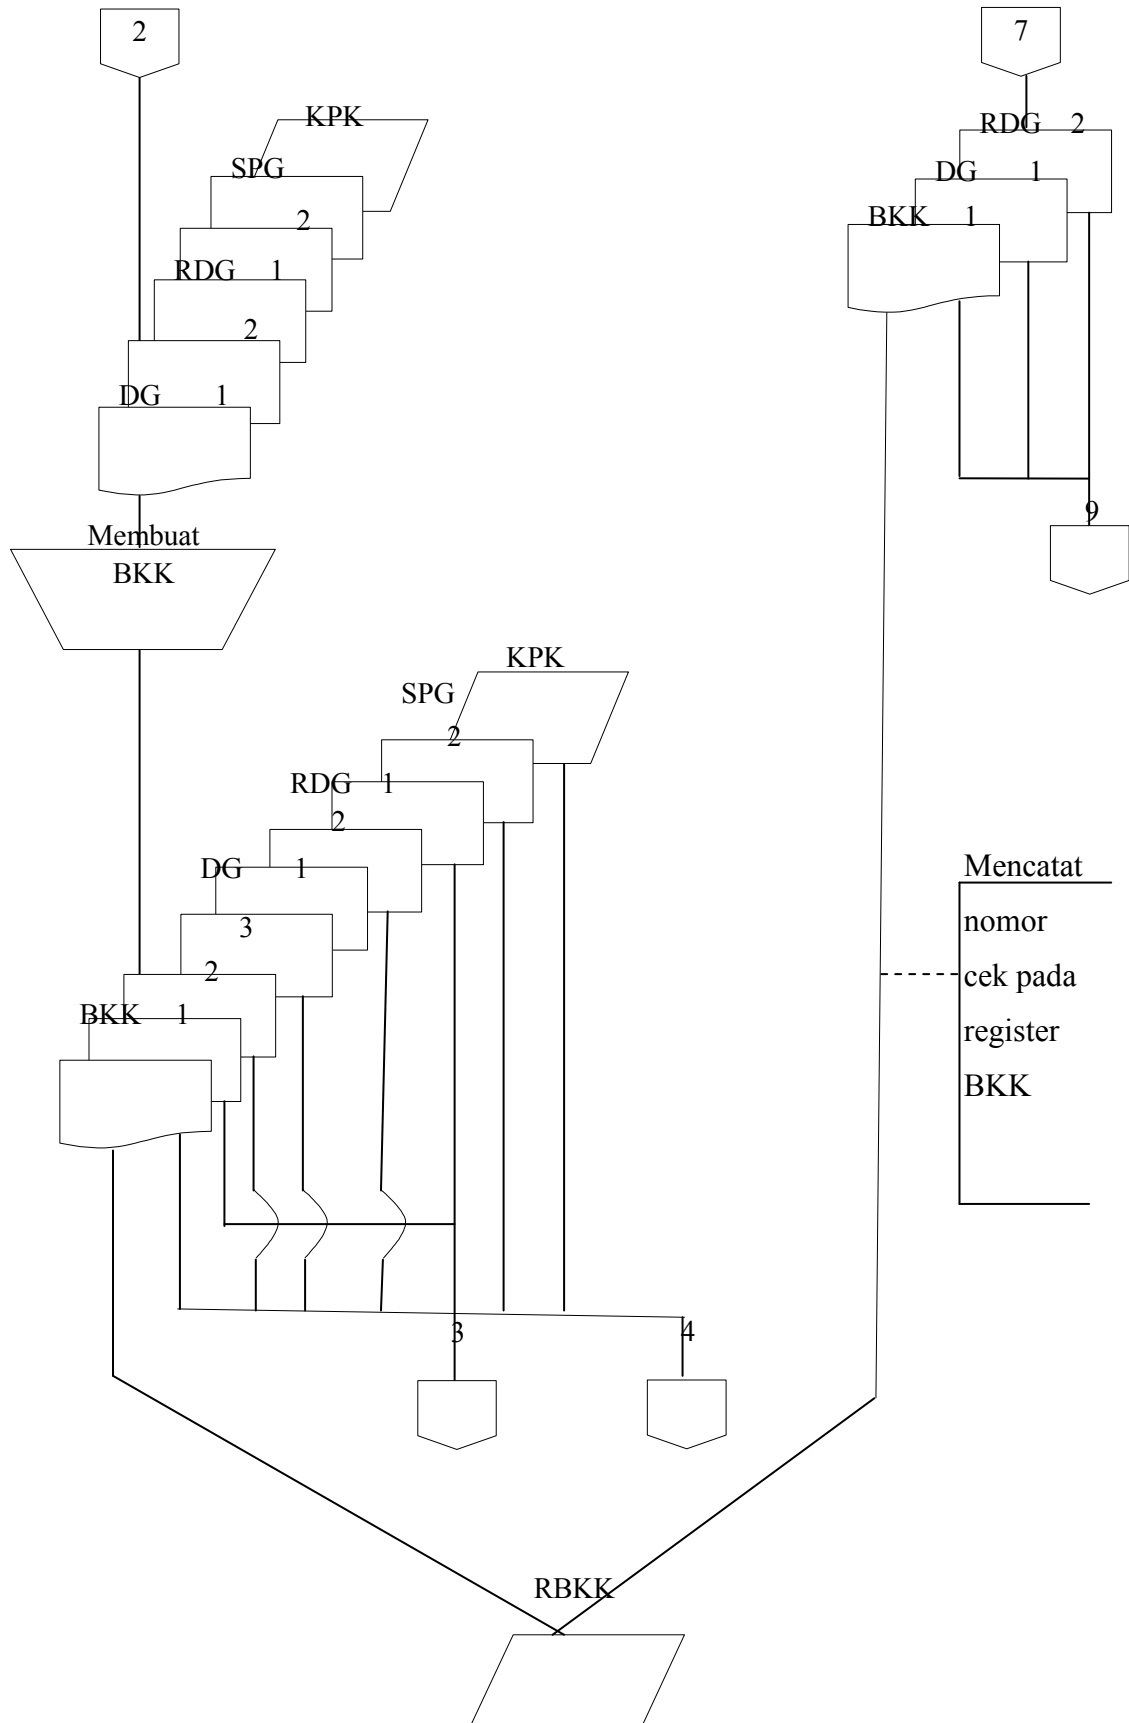 2
KPK
SPG
2
RDG 1
2
DG 1
Membuat
BKK
KPK
SPG
2
RDG 1
2
DG 1
3
2
BKK 1
3
4
RBKK
7
RDG 2
DG 1
BKK 1
9
Mencatat
nomor
cek pada
register
BKK